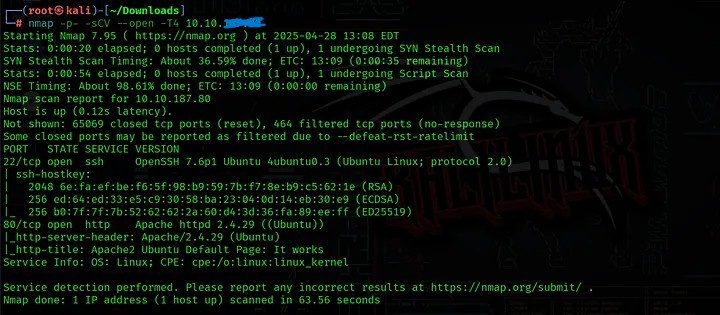 ┌──(root㉿kali)-[~/Downloads]
└─# nmap -p- -sCV --open -T4 10.10.
Starting Nmap 7.95 ( https://nmap.org ) at 2025-04-28 13:08 EDT
Stats: 0:00:20 elapsed; 0 hosts completed (1 up), 1 undergoing SYN Stealth Scan
SYN Stealth Scan Timing: About 36.59% done; ETC: 13:09 (0:00:35 remaining)
Stats: 0:00:54 elapsed; 0 hosts completed (1 up), 1 undergoing Script Scan
NSE Timing: About 98.61% done; ETC: 13:09 (0:00:00 remaining)
Nmap scan report for 10.10.187.80
Host is up (0.12s latency).
Not shown: 65069 closed tcp ports (reset), 464 filtered tcp ports (no-response)
Some closed ports may be reported as filtered due to --defeat-rst-ratelimit
PORT   STATE SERVICE VERSION
22/tcp open  ssh     OpenSSH 7.6p1 Ubuntu 4ubuntu0.3 (Ubuntu Linux; protocol 2.0)
| ssh-hostkey:
|   2048 6e:fa:ef:be:f6:5f:98:b9:59:7b:f7:8e:b9:c5:62:1e (RSA)
|   256 ed:64:ed:33:e5:c9:30:58:ba:23:04:0d:14:eb:30:e9 (ECDSA)
|_  256 b0:7f:7f:7b:52:62:62:2a:60:d4:3d:36:fa:89:ee:ff (ED25519)
80/tcp open  http    Apache httpd 2.4.29 ((Ubuntu))
|_http-server-header: Apache/2.4.29 (Ubuntu)
|_http-title: Apache2 Ubuntu Default Page: It works
Service Info: OS: Linux; CPE: cpe:/o:linux:linux_kernel

Service detection performed. Please report any incorrect results at https://nmap.org/submit/ .
Nmap done: 1 IP address (1 host up) scanned in 63.56 seconds
KALI LINUX